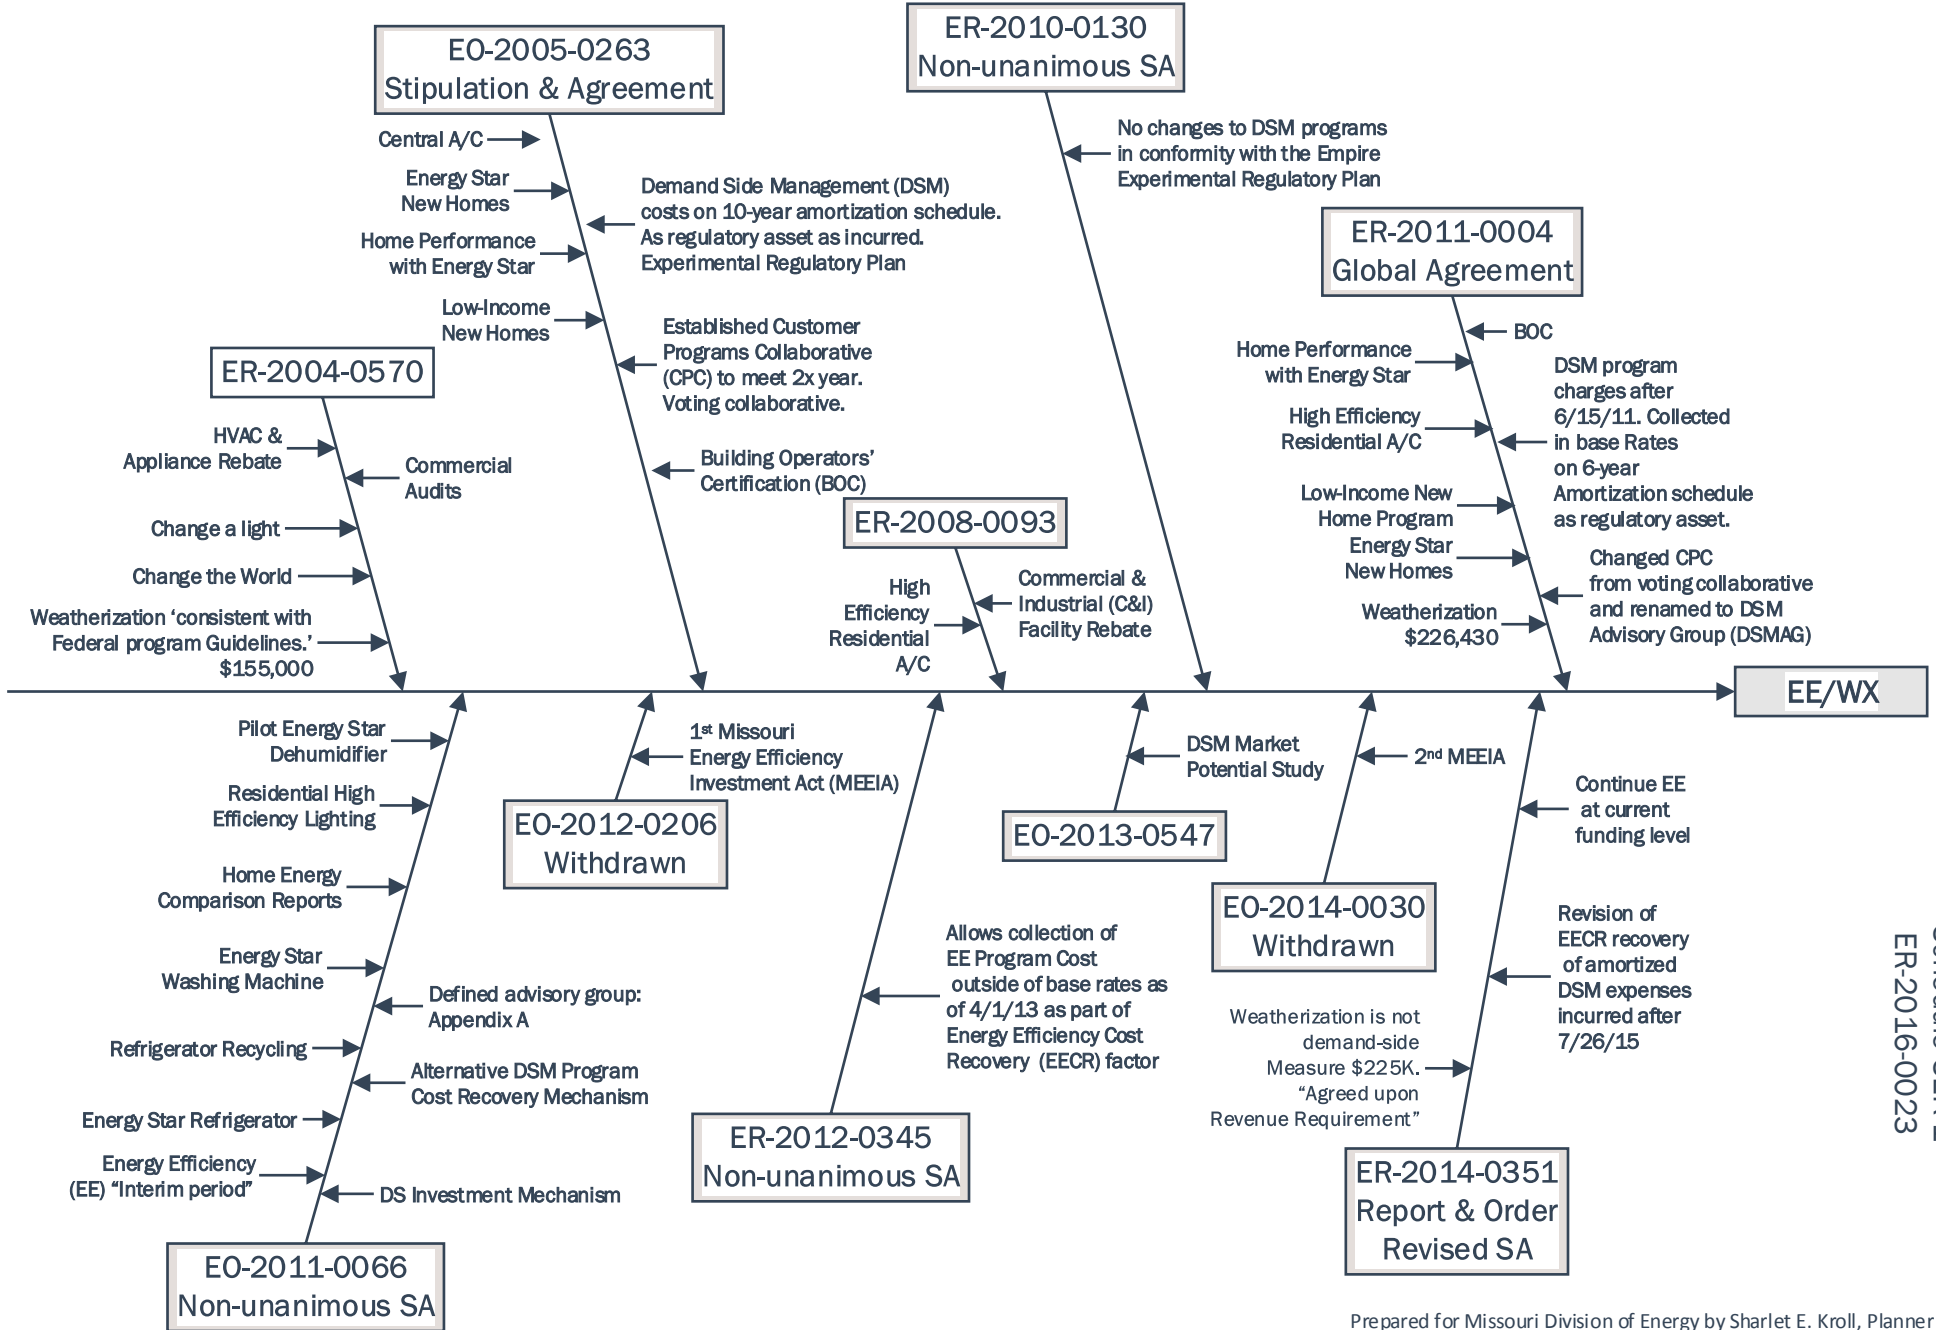 EO-2005-0263
Stipulation & Agreement
Central A/C
Energy Star
New Homes
Home Performance
with Energy Star
Low-Income
New Homes
Demand Side Management (DSM)
costs on 10-year amortization schedule.
As regulatory asset as incurred.
Experimental Regulatory Plan
Established Customer
Programs Collaborative
(CPC) to meet 2x year.
Voting collaborative.
Building Operators’
Certification (BOC)
ER-2010-0130
Non-unanimous SA
No changes to DSM programs
in conformity with the Empire
Experimental Regulatory Plan
ER-2011-0004
Global Agreement
BOC
Home Performance
with Energy Star
High Efficiency
Residential A/C
Low-Income New
Home Program
Energy Star
New Homes
Weatherization
$226,430
DSM program
charges after
6/15/11. Collected
in base Rates
on 6-year
Amortization schedule
as regulatory asset.
Changed CPC
from voting collaborative
and renamed to DSM
Advisory Group (DSMAG)
ER-2004-0570
HVAC &
Appliance Rebate
Commercial
Audits
Change a light
Change the World
Weatherization ‘consistent with
Federal program Guidelines.’
$155,000
ER-2008-0093
High
Efficiency
Residential
A/C
Commercial &
Industrial (C&I)
Facility Rebate
EE/WX
Pilot Energy Star
Dehumidifier
Residential High
Efficiency Lighting
Home Energy
Comparison Reports
Energy Star
Washing Machine
Defined advisory group:
Appendix A
Refrigerator Recycling
Alternative DSM Program
Cost Recovery Mechanism
Energy Star Refrigerator
Energy Efficiency
(EE) “Interim period”
DS Investment Mechanism
EO-2011-0066
Non-unanimous SA
1st Missouri
Energy Efficiency
Investment Act (MEEIA)
EO-2012-0206
Withdrawn
Allows collection of
EE Program Cost
outside of base rates as
of 4/1/13 as part of
Energy Efficiency Cost
Recovery (EECR) factor
ER-2012-0345
Non-unanimous SA
DSM Market
Potential Study
EO-2013-0547
2nd MEEIA
EO-2014-0030
Withdrawn
Continue EE
at current
funding level
Revision of
EECR recovery
of amortized
DSM expenses
incurred after
7/26/15
Weatherization is not
demand-side
Measure $225K.
“Agreed upon
Revenue Requirement”
ER-2014-0351
Report & Order
Revised SA
ER-2016-0023
Prepared for Missouri Division of Energy by Sharlet E. Kroll, Planner